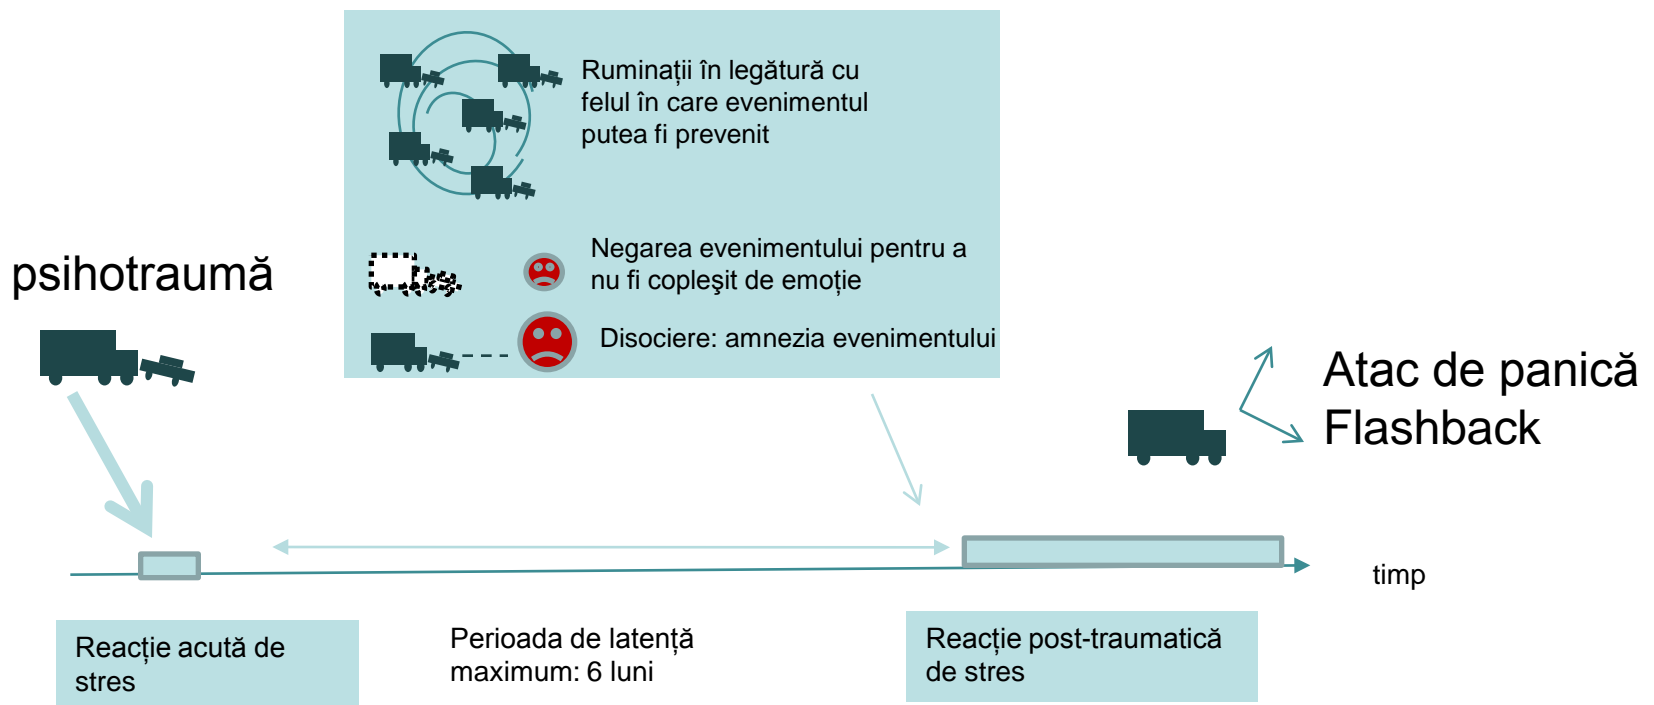 Ruminații în legătură cu
felul în care evenimentul
putea fi prevenit
Negarea evenimentului pentru a
nu fi copleşit de emoție
Disociere: amnezia evenimentului
psihotraumă
Atac de panică
Flashback
timp
Reacție acută de
stres
Perioada de latență
maximum: 6 luni
Reacție post-traumatică
de stres